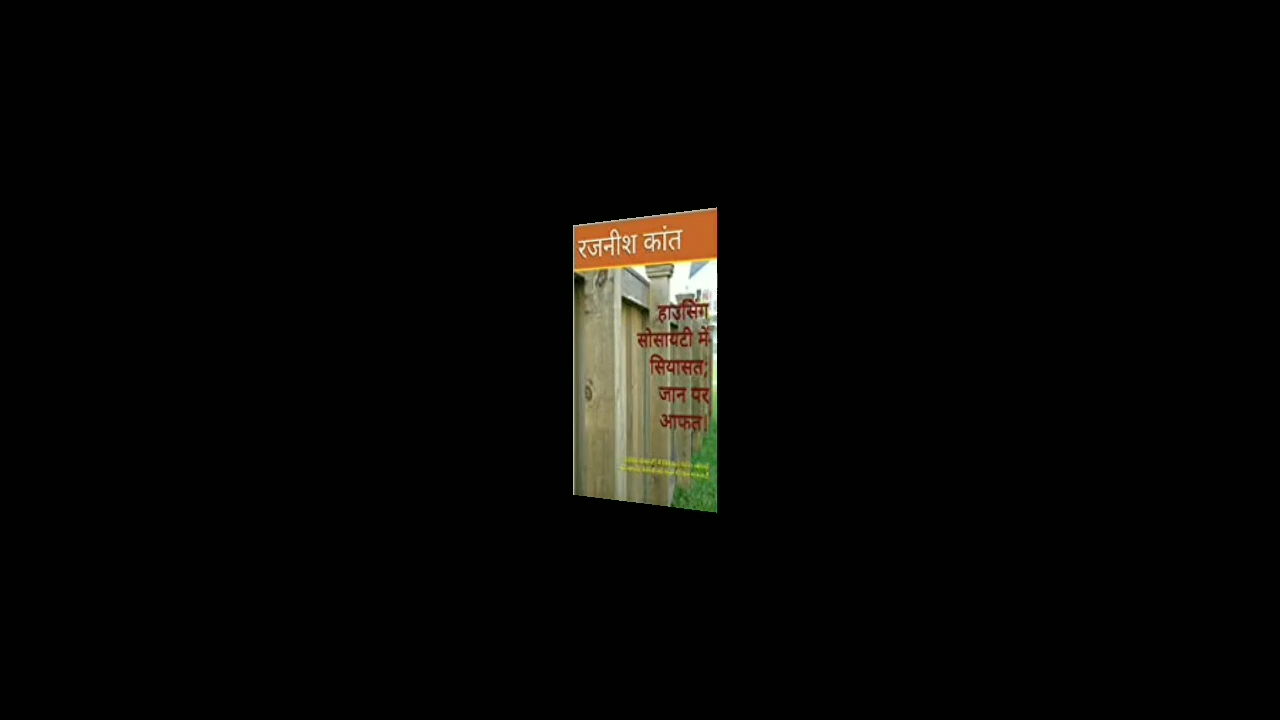 रजनीश कांत
हाउसिंग
सोसायटी में
सियासत;
जान पर
आफत।